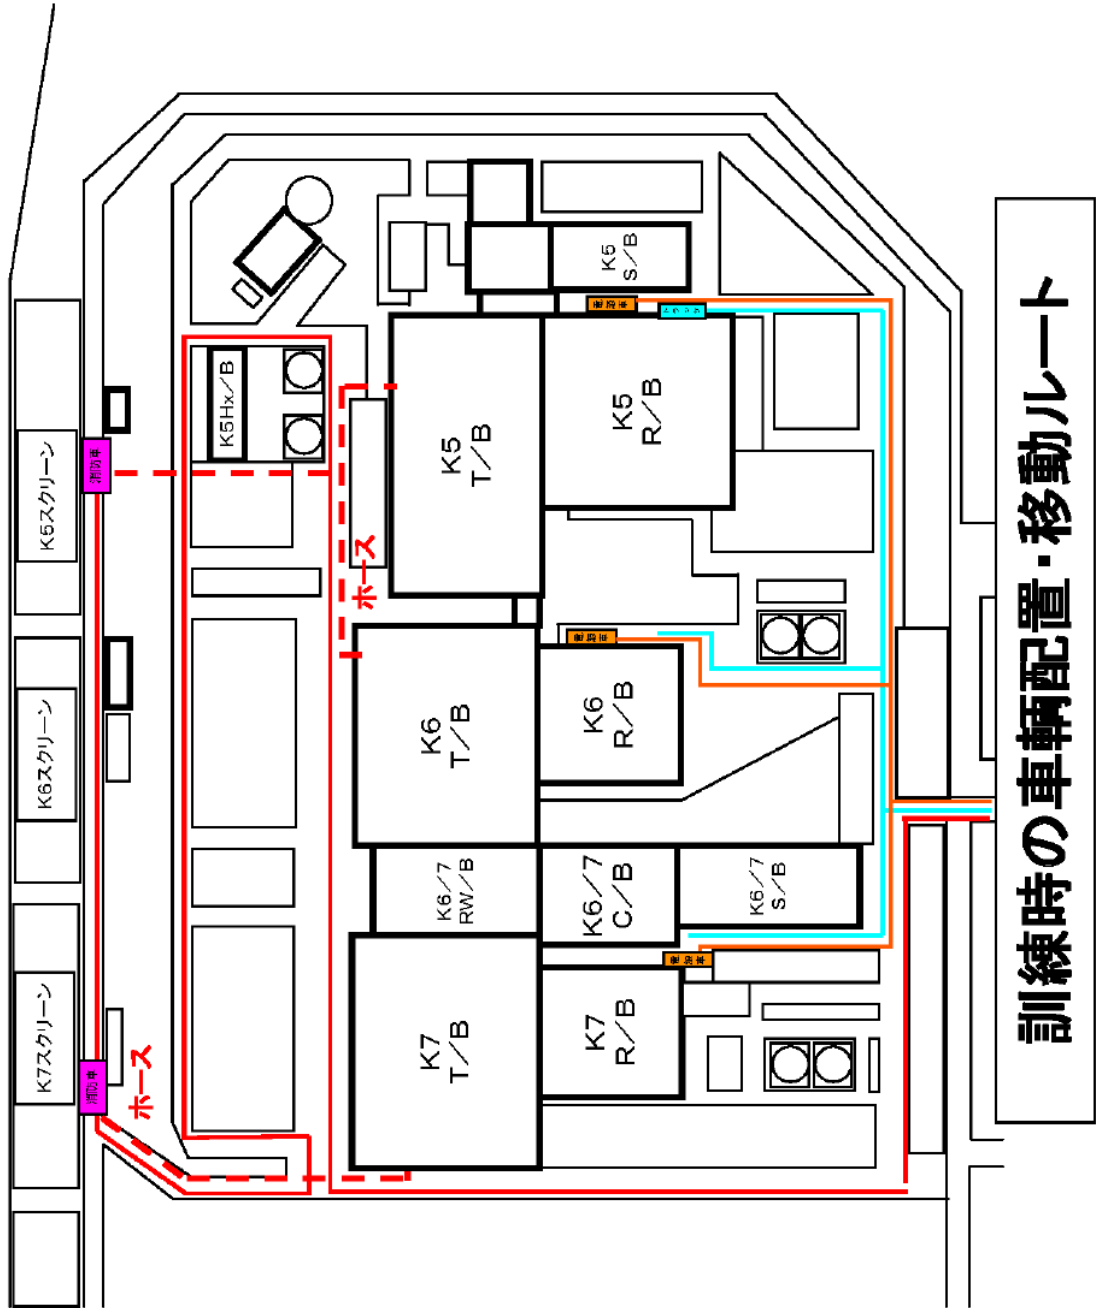 K7スクリーン
K6スクリーン
K5スクリーン
消防車
消防車
ホース
K5Hx/B
ホース
K7
T/B
K6/7
RW/B
K6
T/B
K5
T/B
K7
R/B
K6/7
C/B
K6
R/B
K5
R/B
K5
S/B
K6/7
S/B
訓練時の車輌配置・移動ルート